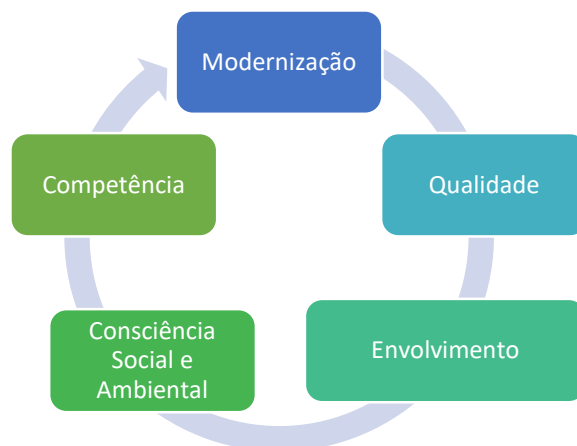 Modernização
Qualidade
Envolvimento
Consciência
Social e
Ambiental
Competência